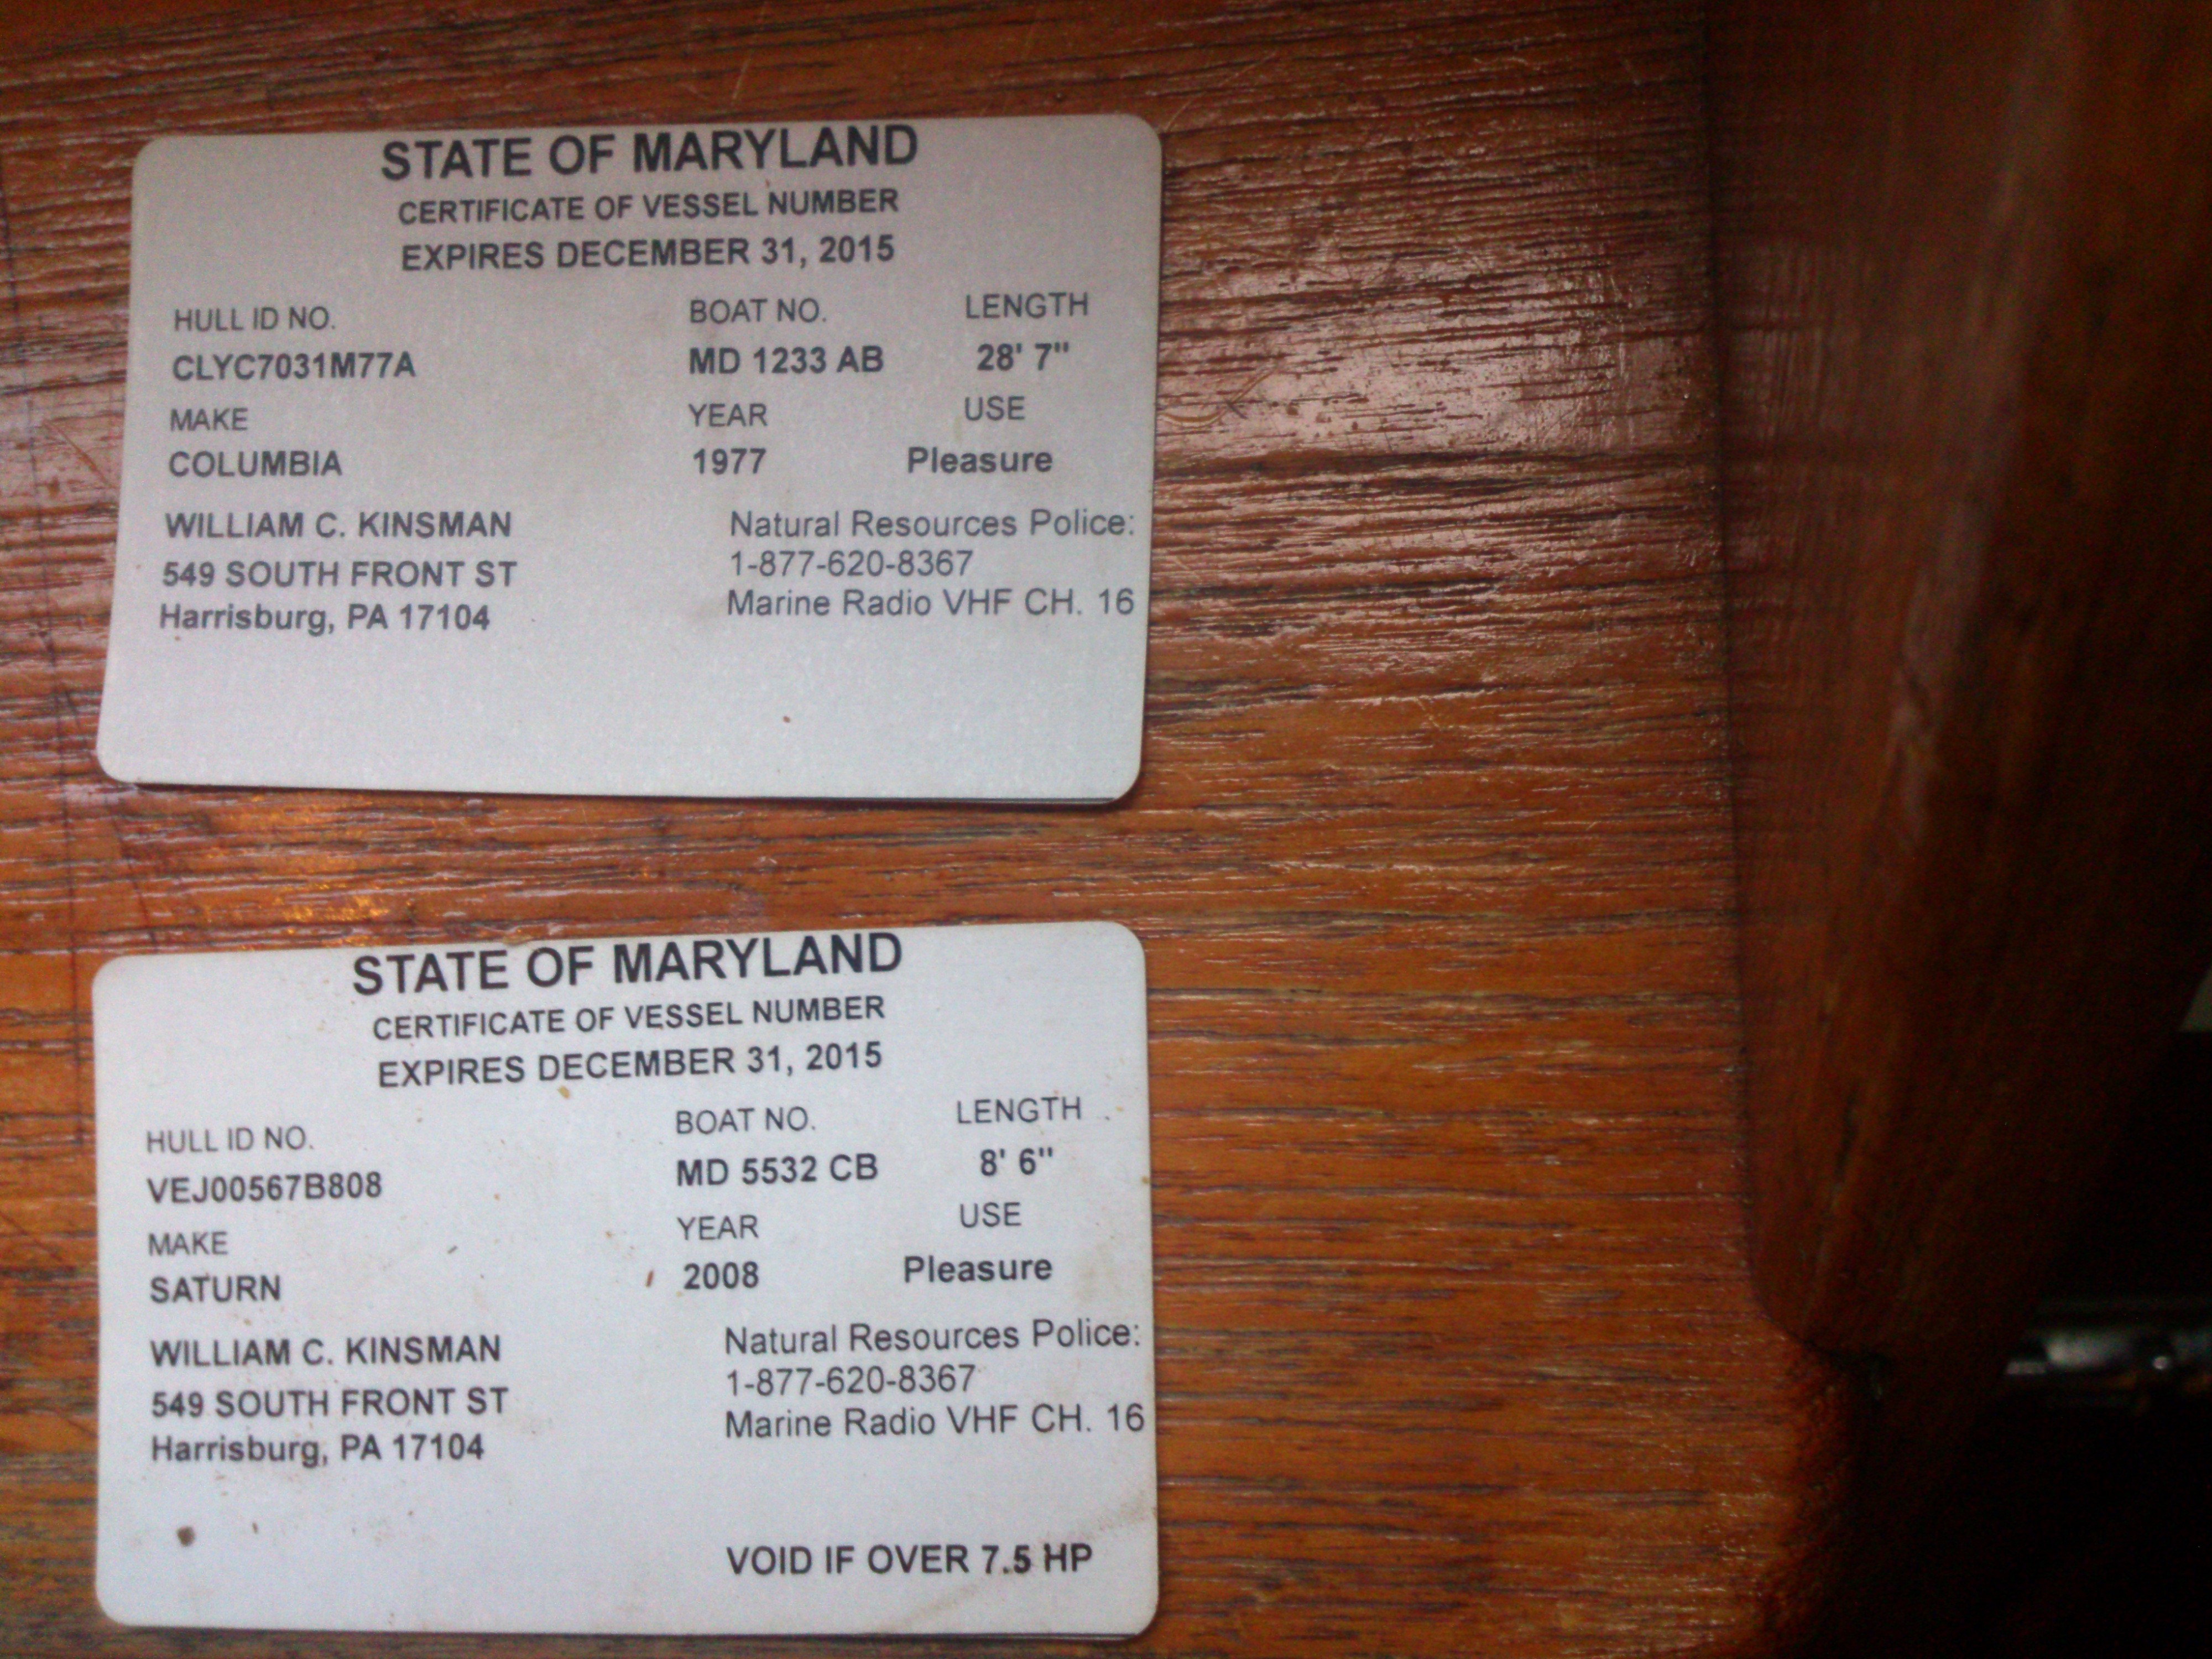 STATE OF MARYLAND
CERTIFICATE OF VESSEL NUMBER
EXPIRES DECEMBER 31, 2015
HULL ID NO. BOAT NO. LENGTH
CLYC7031M77A MD 1233 AB 28' 7"
MAKE YEAR USE
COLUMBIA 1977 Pleasure
WILLIAM C. KINSMAN Natural Resources Police:
549 SOUTH FRONT ST 1-877-620-8367
Harrisburg, PA 17104 Marine Radio VHF CH. 16
STATE OF MARYLAND
CERTIFICATE OF VESSEL NUMBER
EXPIRES DECEMBER 31, 2015
HULL ID NO. BOAT NO. LENGTH
VEJ00567B808 MD 5532 CB 8' 6"
MAKE YEAR USE
SATURN 2008 Pleasure
WILLIAM C. KINSMAN Natural Resources Police:
549 SOUTH FRONT ST 1-877-620-8367
Harrisburg, PA 17104 Marine Radio VHF CH. 16
VOID IF OVER 7.5 HP